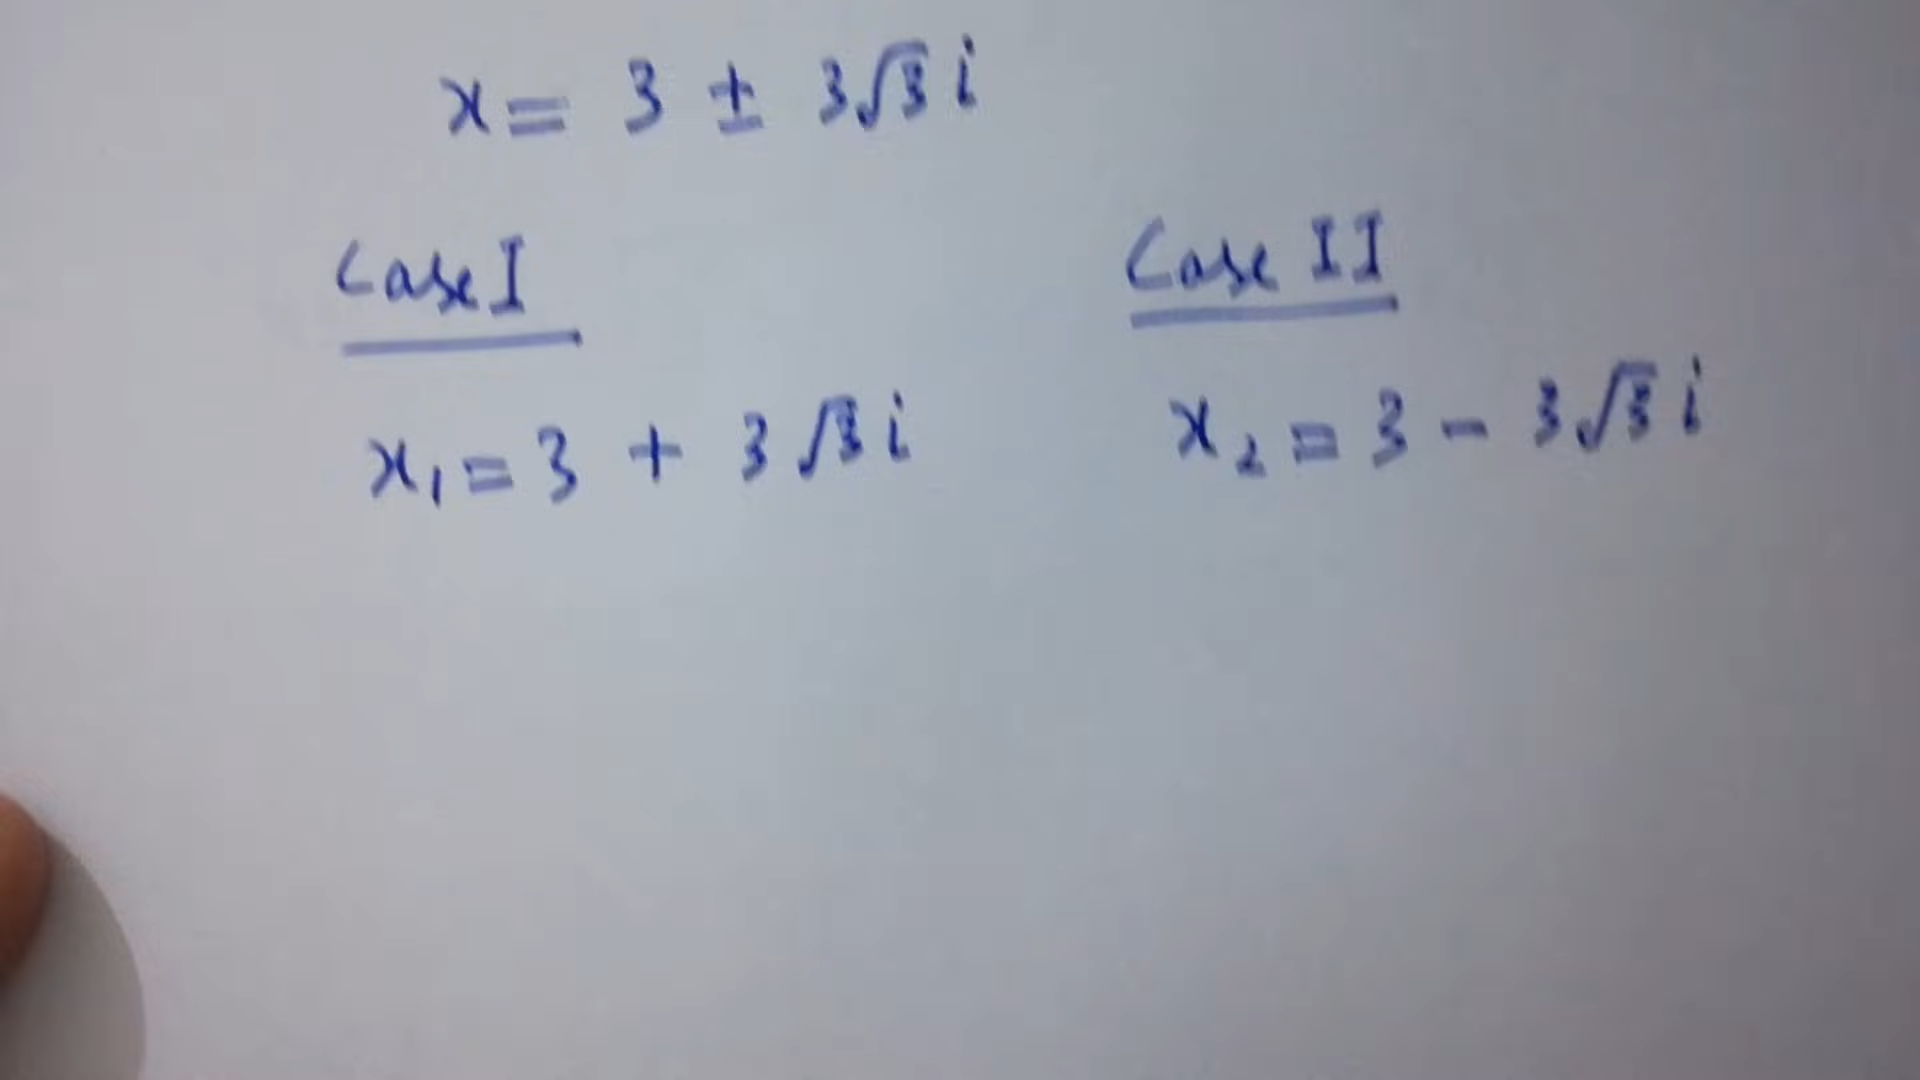 x = 3 ± 3√3 i
Case I
x₁ = 3 + 3√3 i
Case II
x₂ = 3 - 3√3 i